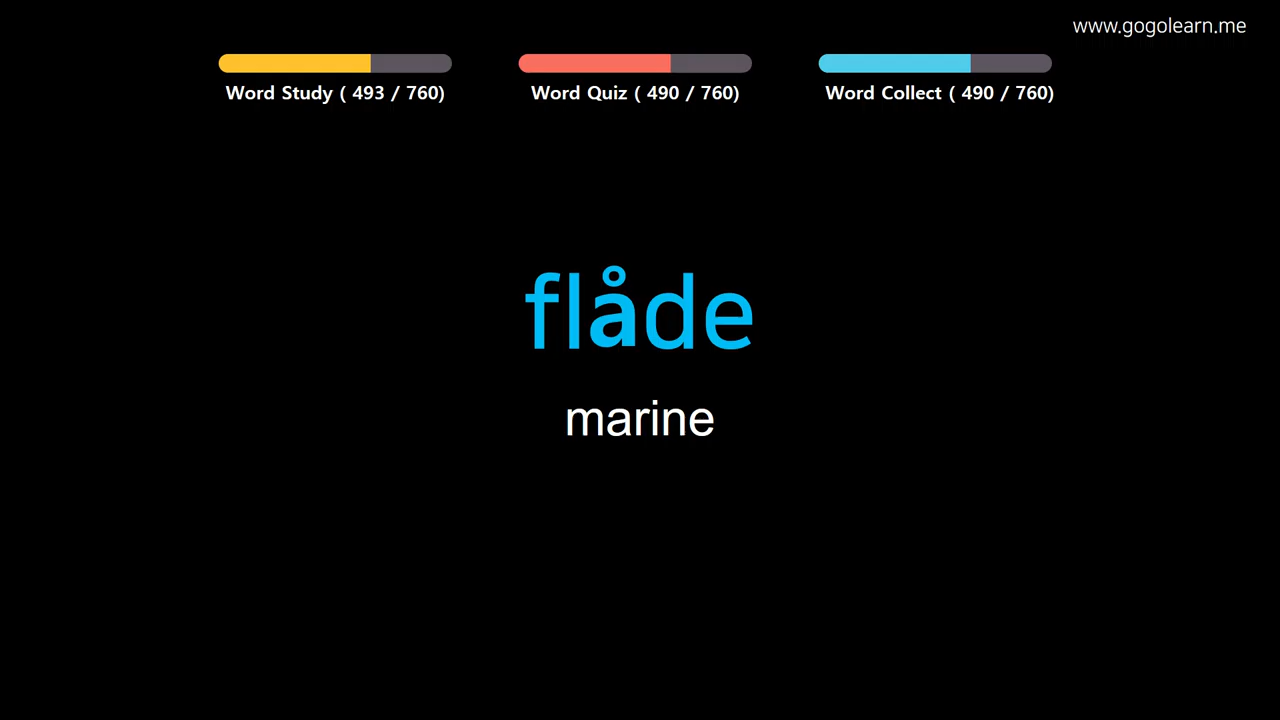 www.gogolearn.me
Word Study ( 493 / 760)
Word Quiz ( 490 / 760)
Word Collect ( 490 / 760)
flåde
marine